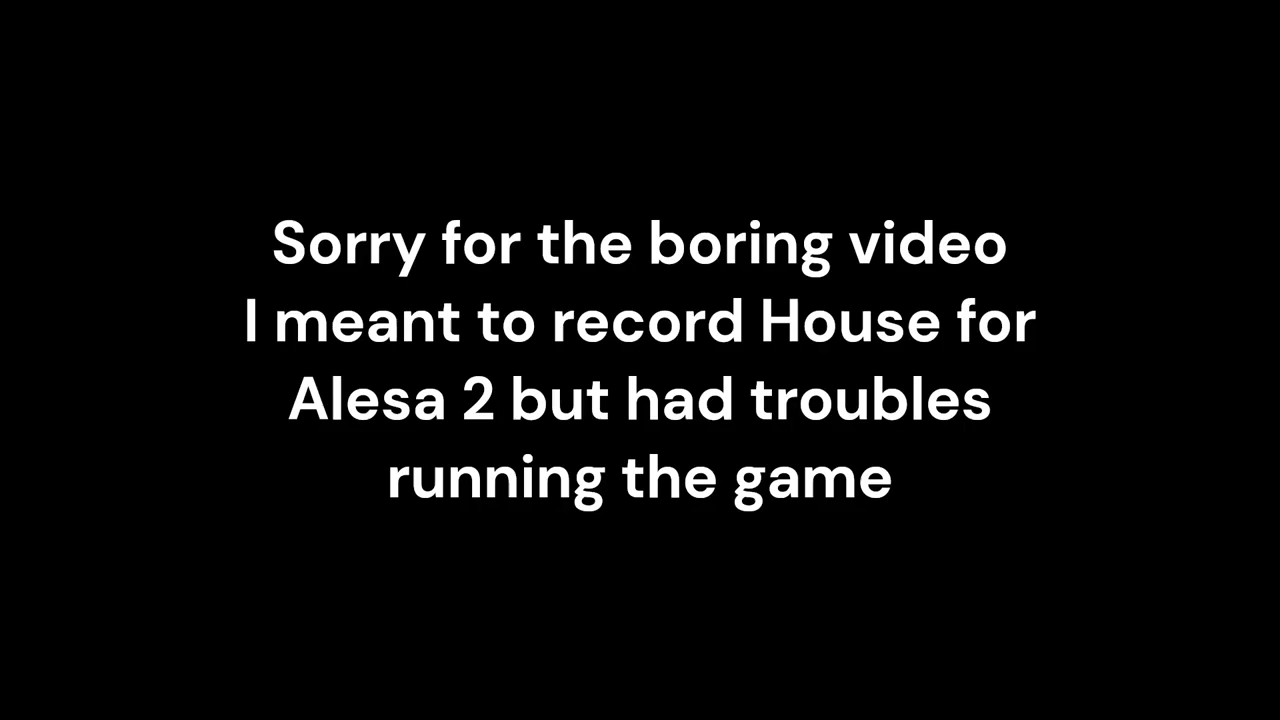 Sorry for the boring video
I meant to record House for
Alesa 2 but had troubles
running the game